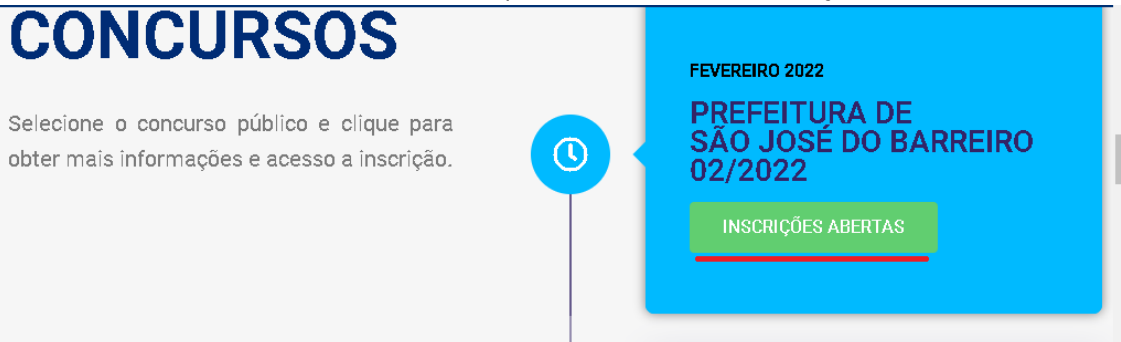 CONCURSOS
Selecione o concurso público e clique para
obter mais informações e acesso a inscrição.
FEVEREIRO 2022
PREFEITURA DE
SÃO JOSÉ DO BARREIRO
02/2022
INSCRIÇÕES ABERTAS